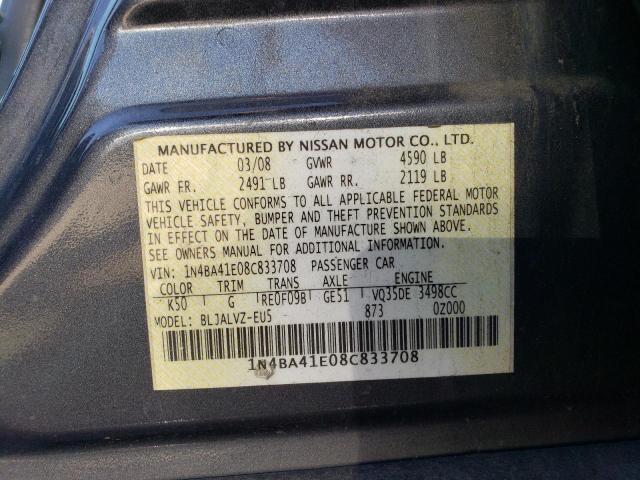 MANUFACTURED BY NISSAN MOTOR CO., LTD.
DATE 03/08 GVWR 4590 LB
GAWR FR. 2491 LB GAWR RR. 2119 LB
THIS VEHICLE CONFORMS TO ALL APPLICABLE FEDERAL MOTOR
VEHICLE SAFETY, BUMPER AND THEFT PREVENTION STANDARDS
IN EFFECT ON THE DATE OF MANUFACTURE SHOWN ABOVE.
SEE OWNERS MANUAL FOR ADDITIONAL INFORMATION.
VIN: 1N4BA41E08C833708 PASSENGER CAR
COLOR TRIM TRANS AXLE ENGINE
K50 G RE0F09B GE51 VQ35DE 3498CC
MODEL: BLJALVZ-EU5 873 0Z000
1N4BA41E08C833708